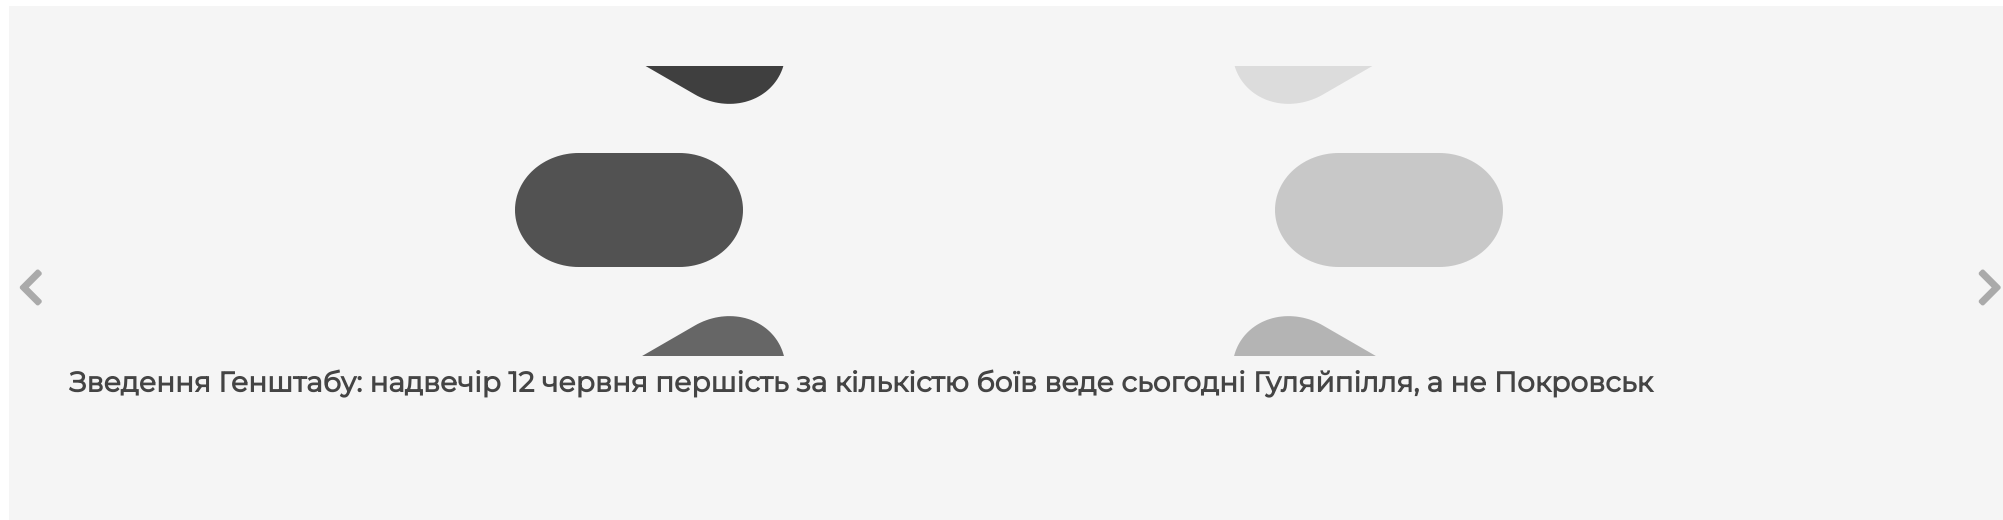 Зведення Генштабу: надвечір 12 червня першість за кількістю боїв веде сьогодні Гуляйпілля, а не Покровськ